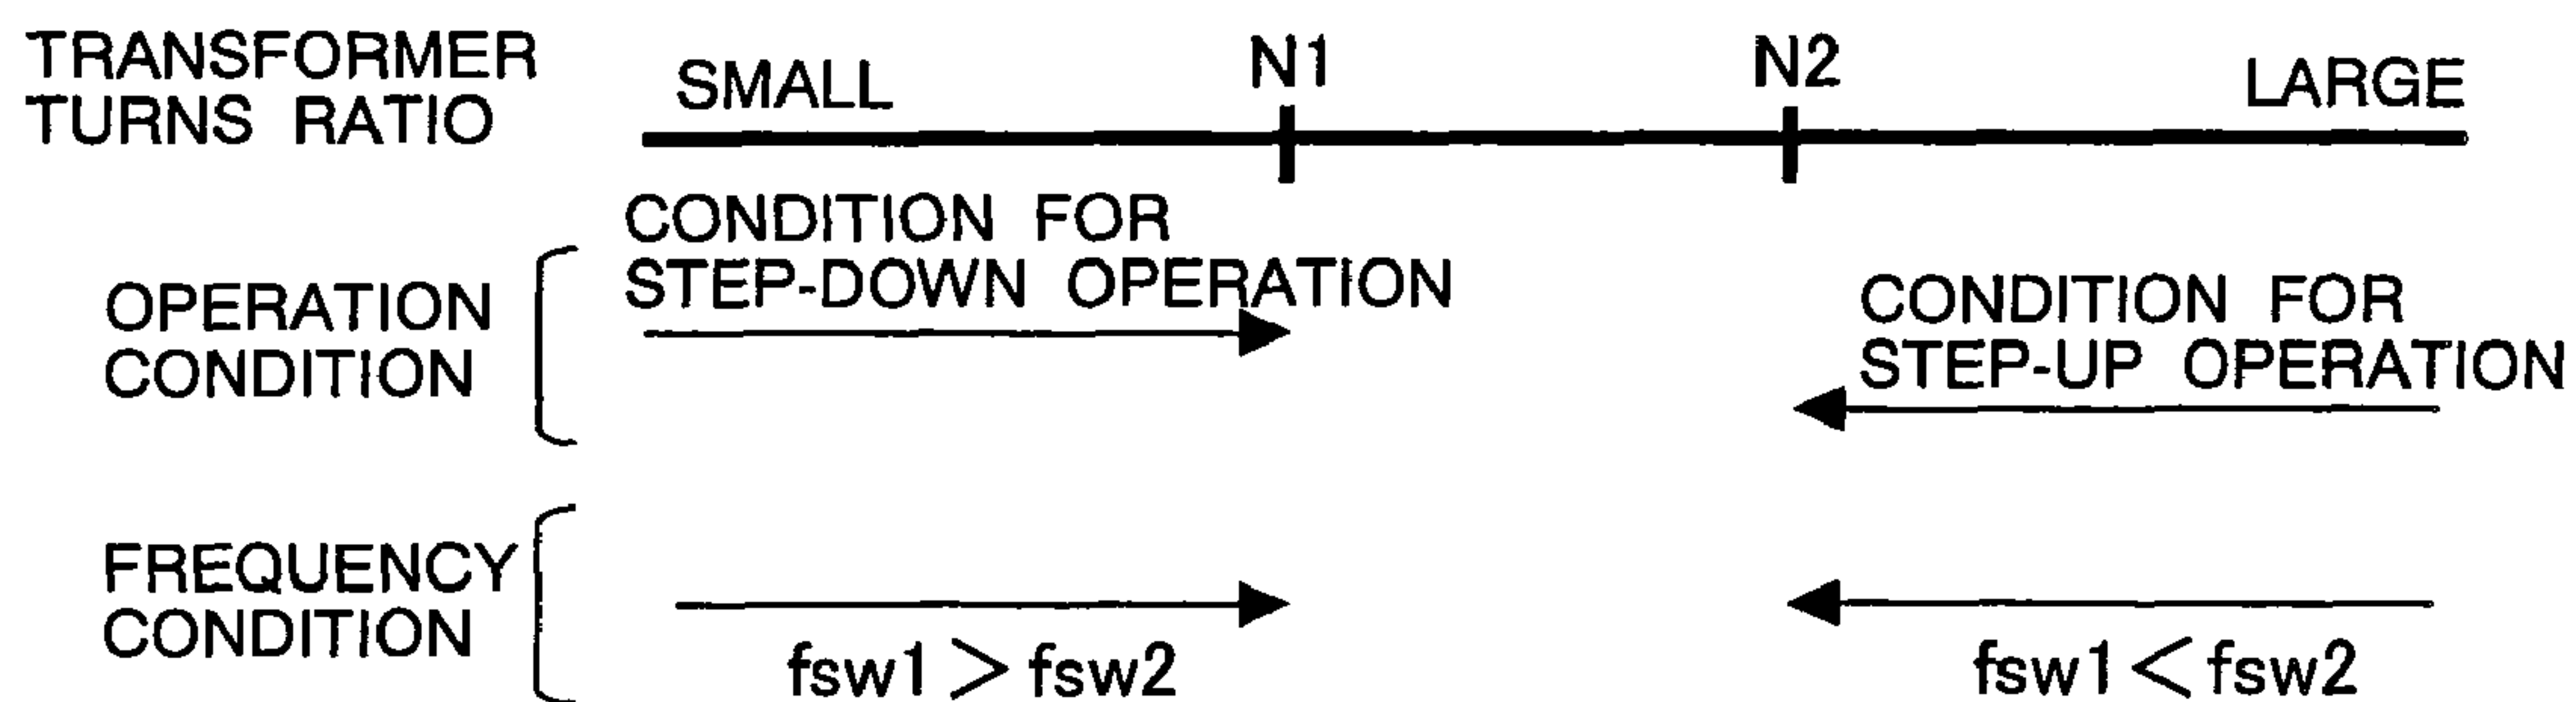 TRANSFORMER
TURNS RATIO
SMALL
N1
N2
LARGE
CONDITION FOR
STEP-DOWN OPERATION
OPERATION
CONDITION
CONDITION FOR
STEP-UP OPERATION
FREQUENCY
CONDITION
fsw1 > fsw2
fsw1 < fsw2